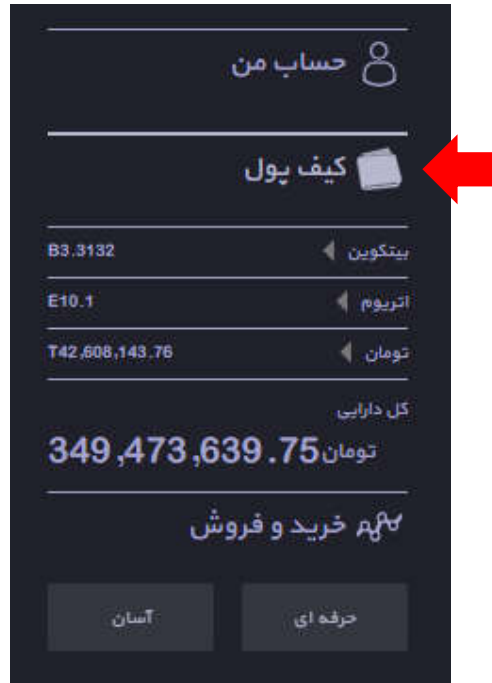 حساب من
کیف پول
بیتکوین B3.3132
اتریوم E10.1
تومان T42,608,143.76
کل دارایی
349,473,639.75 تومان
خرید و فروش
حرفه ای آسان